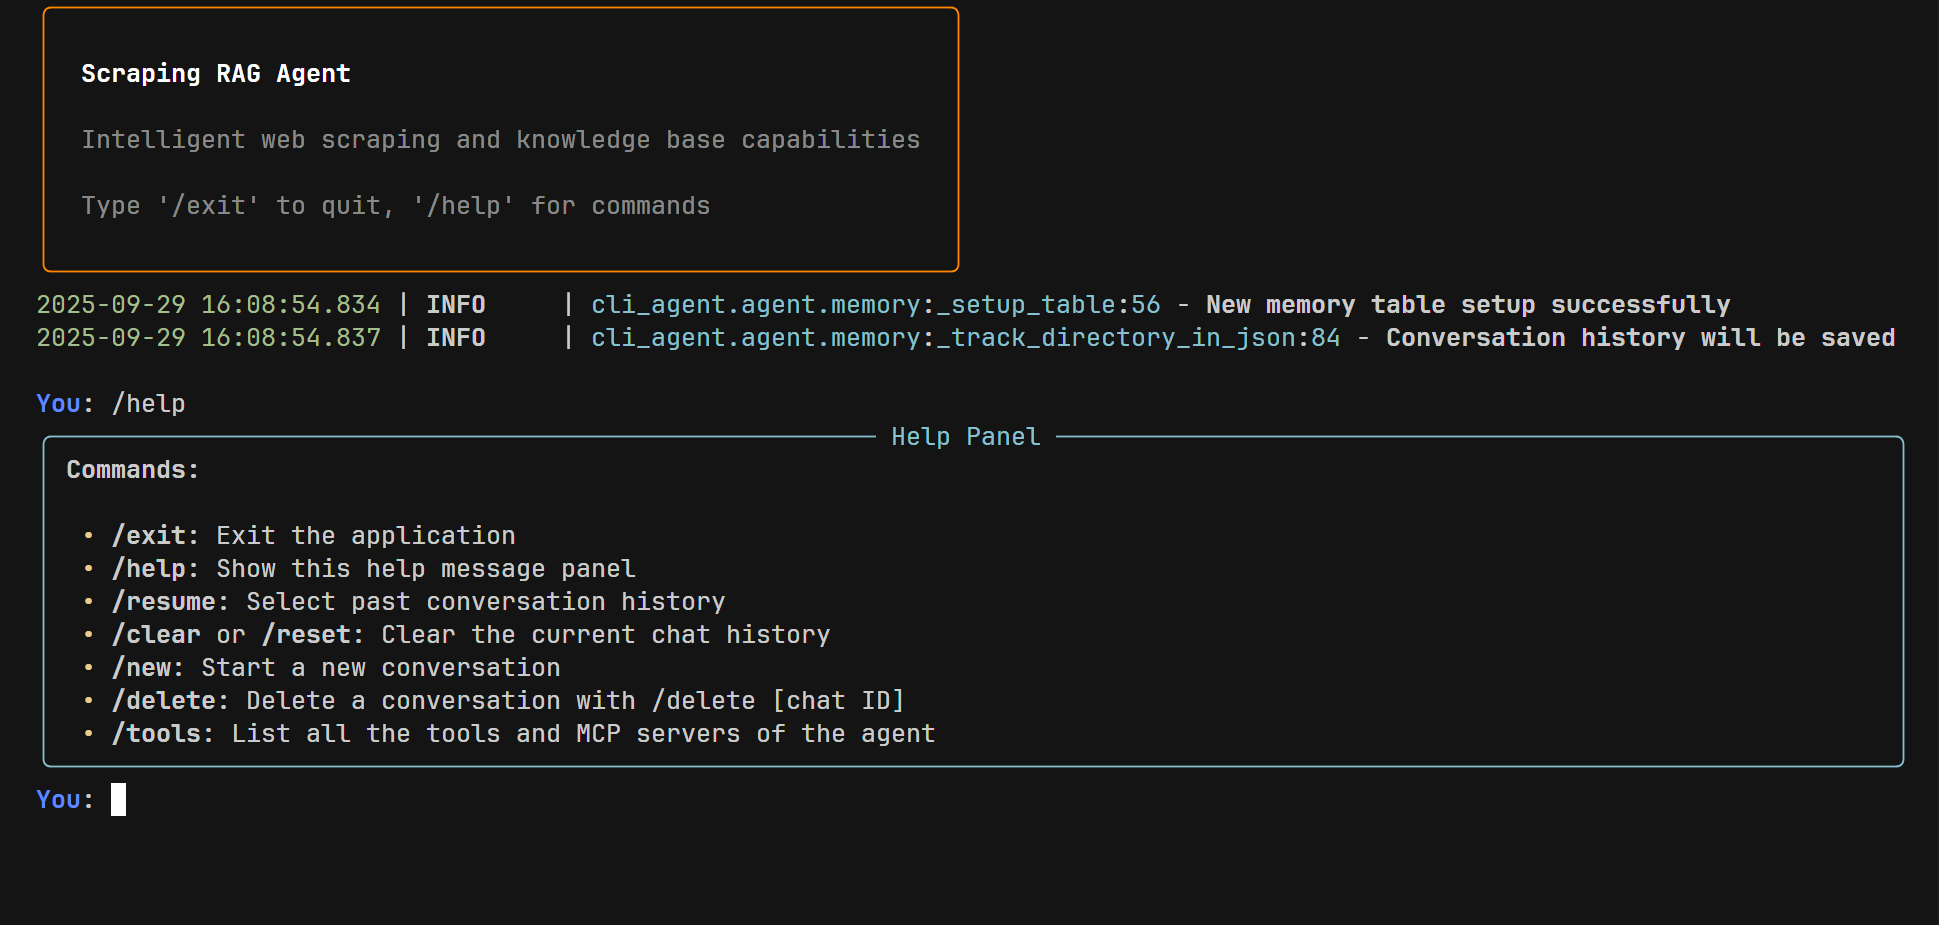 Scraping RAG Agent
Intelligent web scraping and knowledge base capabilities
Type '/exit' to quit, '/help' for commands
2025-09-29 16:08:54.834 | INFO     | cli_agent.agent.memory:_setup_table:56 - New memory table setup successfully
2025-09-29 16:08:54.837 | INFO     | cli_agent.agent.memory:_track_directory_in_json:84 - Conversation history will be saved
You: /help
Help Panel
Commands:
• /exit: Exit the application
• /help: Show this help message panel
• /resume: Select past conversation history
• /clear or /reset: Clear the current chat history
• /new: Start a new conversation
• /delete: Delete a conversation with /delete [chat ID]
• /tools: List all the tools and MCP servers of the agent
You: